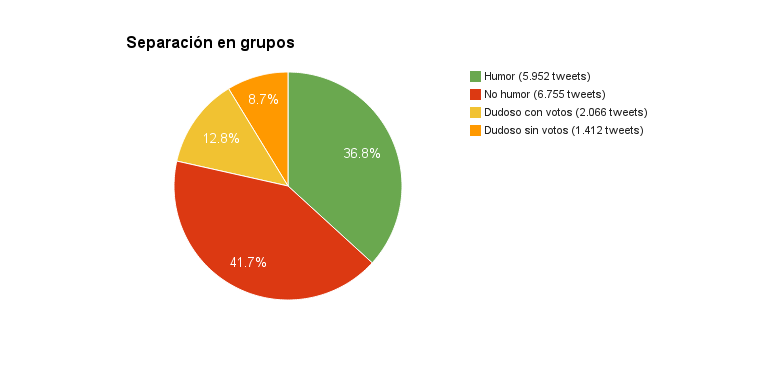 Separación en grupos
Humor (5.952 tweets)
No humor (6.755 tweets)
Dudoso con votos (2.066 tweets)
Dudoso sin votos (1.412 tweets)
8.7%
12.8%
36.8%
41.7%